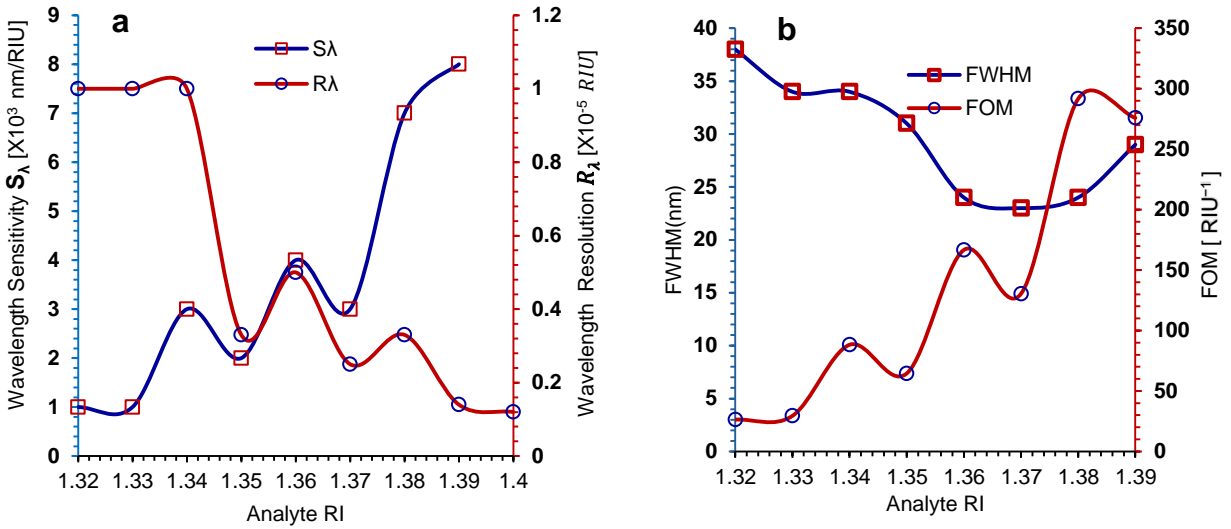 a
Sλ
Rλ
Wavelength Sensitivity Sλ [X10³ nm/RIU]
9
8
7
6
5
4
3
2
1
0
1.32 1.33 1.34 1.35 1.36 1.37 1.38 1.39 1.4
Analyte RI
1.2
1
0.8
0.6
0.4
0.2
0
Wavelength Resolution Rλ [X10⁻⁵ RIU]
b
FWHM
FOM
FWHM(nm)
40
35
30
25
20
15
10
5
0
1.32 1.33 1.34 1.35 1.36 1.37 1.38 1.39
Analyte RI
350
300
250
200
150
100
50
0
FOM [ RIU⁻¹